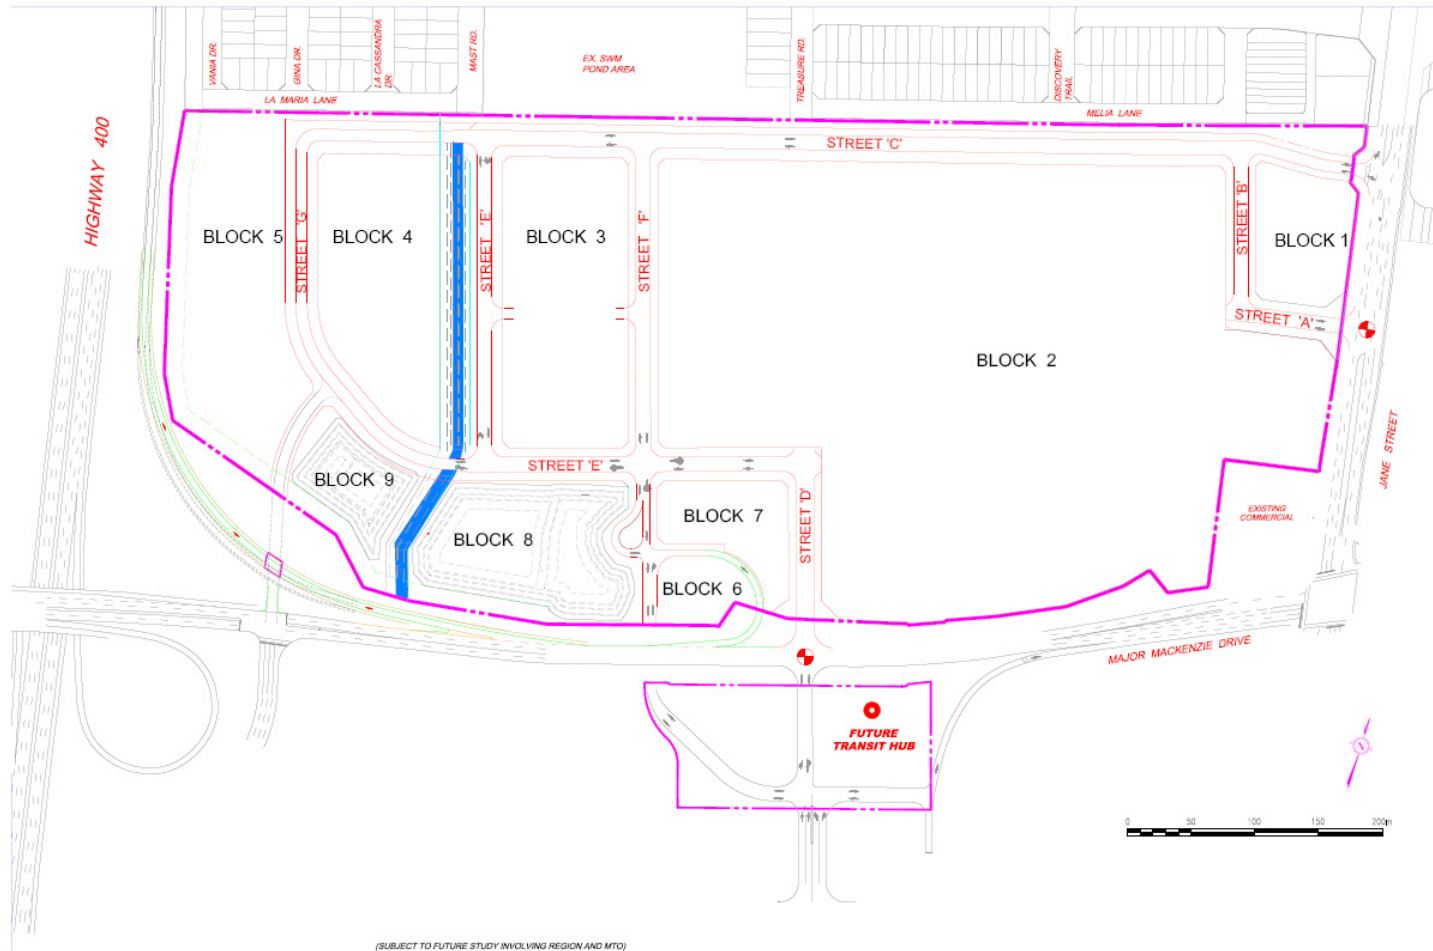 VANIA DR.
GINA DR.
LA CASSANDRA
DR.
MAST RD.
EX. SWM
POND AREA
TREASURE RD.
DISCOVERY
TRAIL
LA MARIA LANE
MELIA LANE
HIGHWAY 400
STREET 'C'
BLOCK 5
STREET 'G'
BLOCK 4
STREET 'E'
BLOCK 3
STREET 'F'
STREET 'B'
BLOCK 1
STREET 'A'
BLOCK 2
JANE STREET
STREET 'E'
BLOCK 9
BLOCK 8
BLOCK 7
STREET 'D'
EXISTING
COMMERCIAL
BLOCK 6
MAJOR MACKENZIE DRIVE
FUTURE
TRANSIT HUB
0 50 100 150 200m
(SUBJECT TO FUTURE STUDY INVOLVING REGION AND MTO)